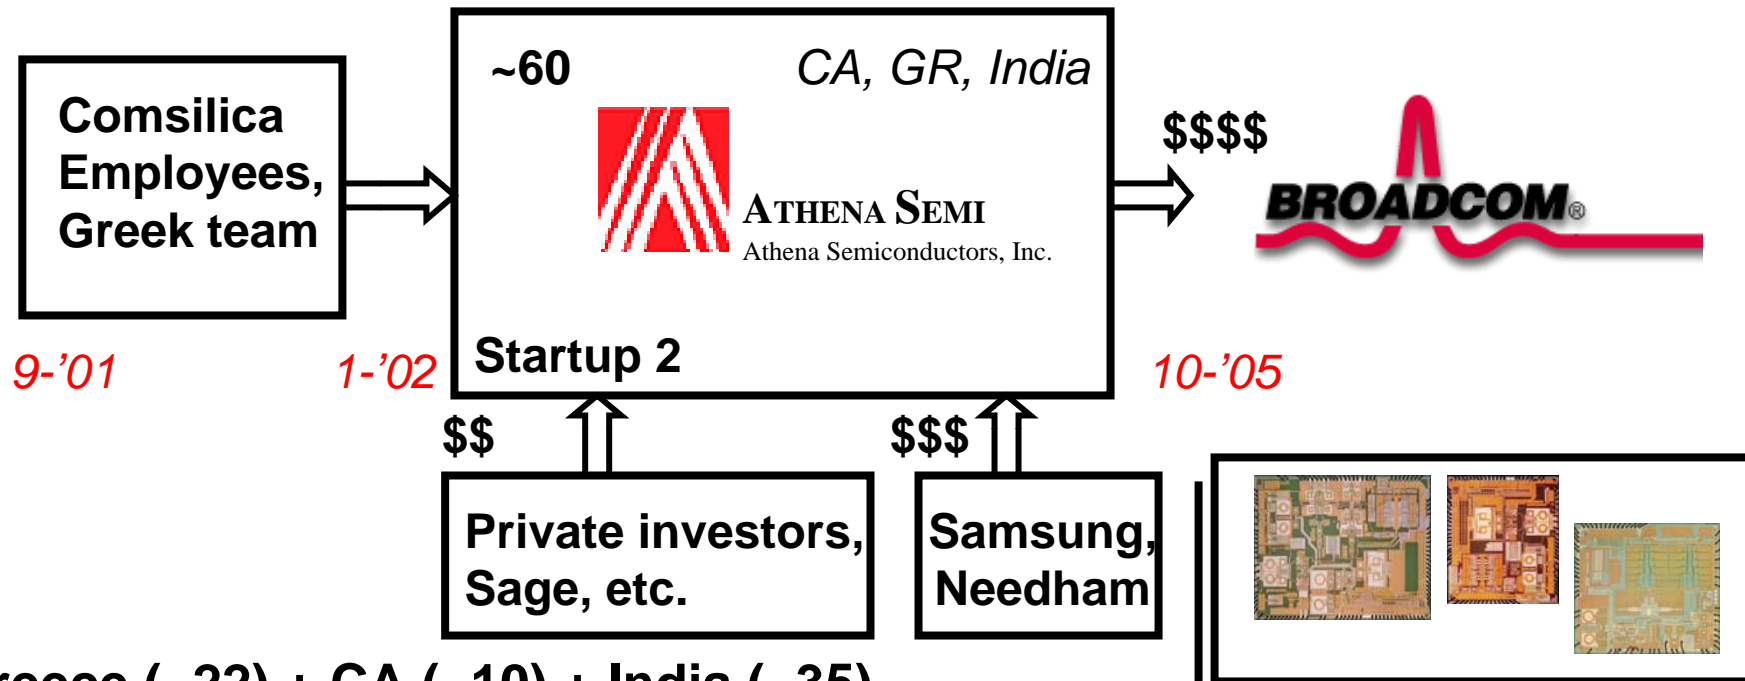 ~60
CA, GR, India
Comsilica
Employees,
Greek team
$$$$
BROADCOM®
ATHENA SEMI
Athena Semiconductors, Inc.
Startup 2
9-’01
1-’02
10-’05
$$
$$$
Private investors,
Sage, etc.
Samsung,
Needham